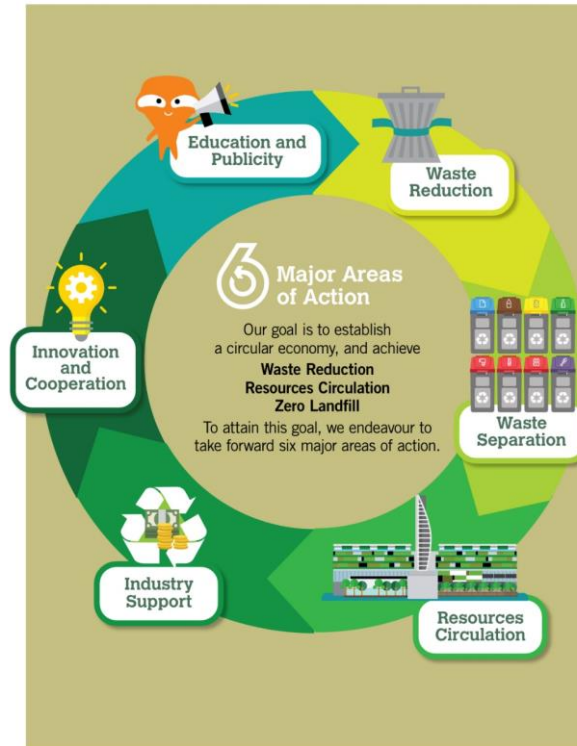 Education and
Publicity
Waste
Reduction
6 Major Areas
of Action
Our goal is to establish
a circular economy, and achieve
Waste Reduction
Resources Circulation
Zero Landfill
To attain this goal, we endeavour to
take forward six major areas of action.
Innovation
and
Cooperation
Waste
Separation
Industry
Support
Resources
Circulation